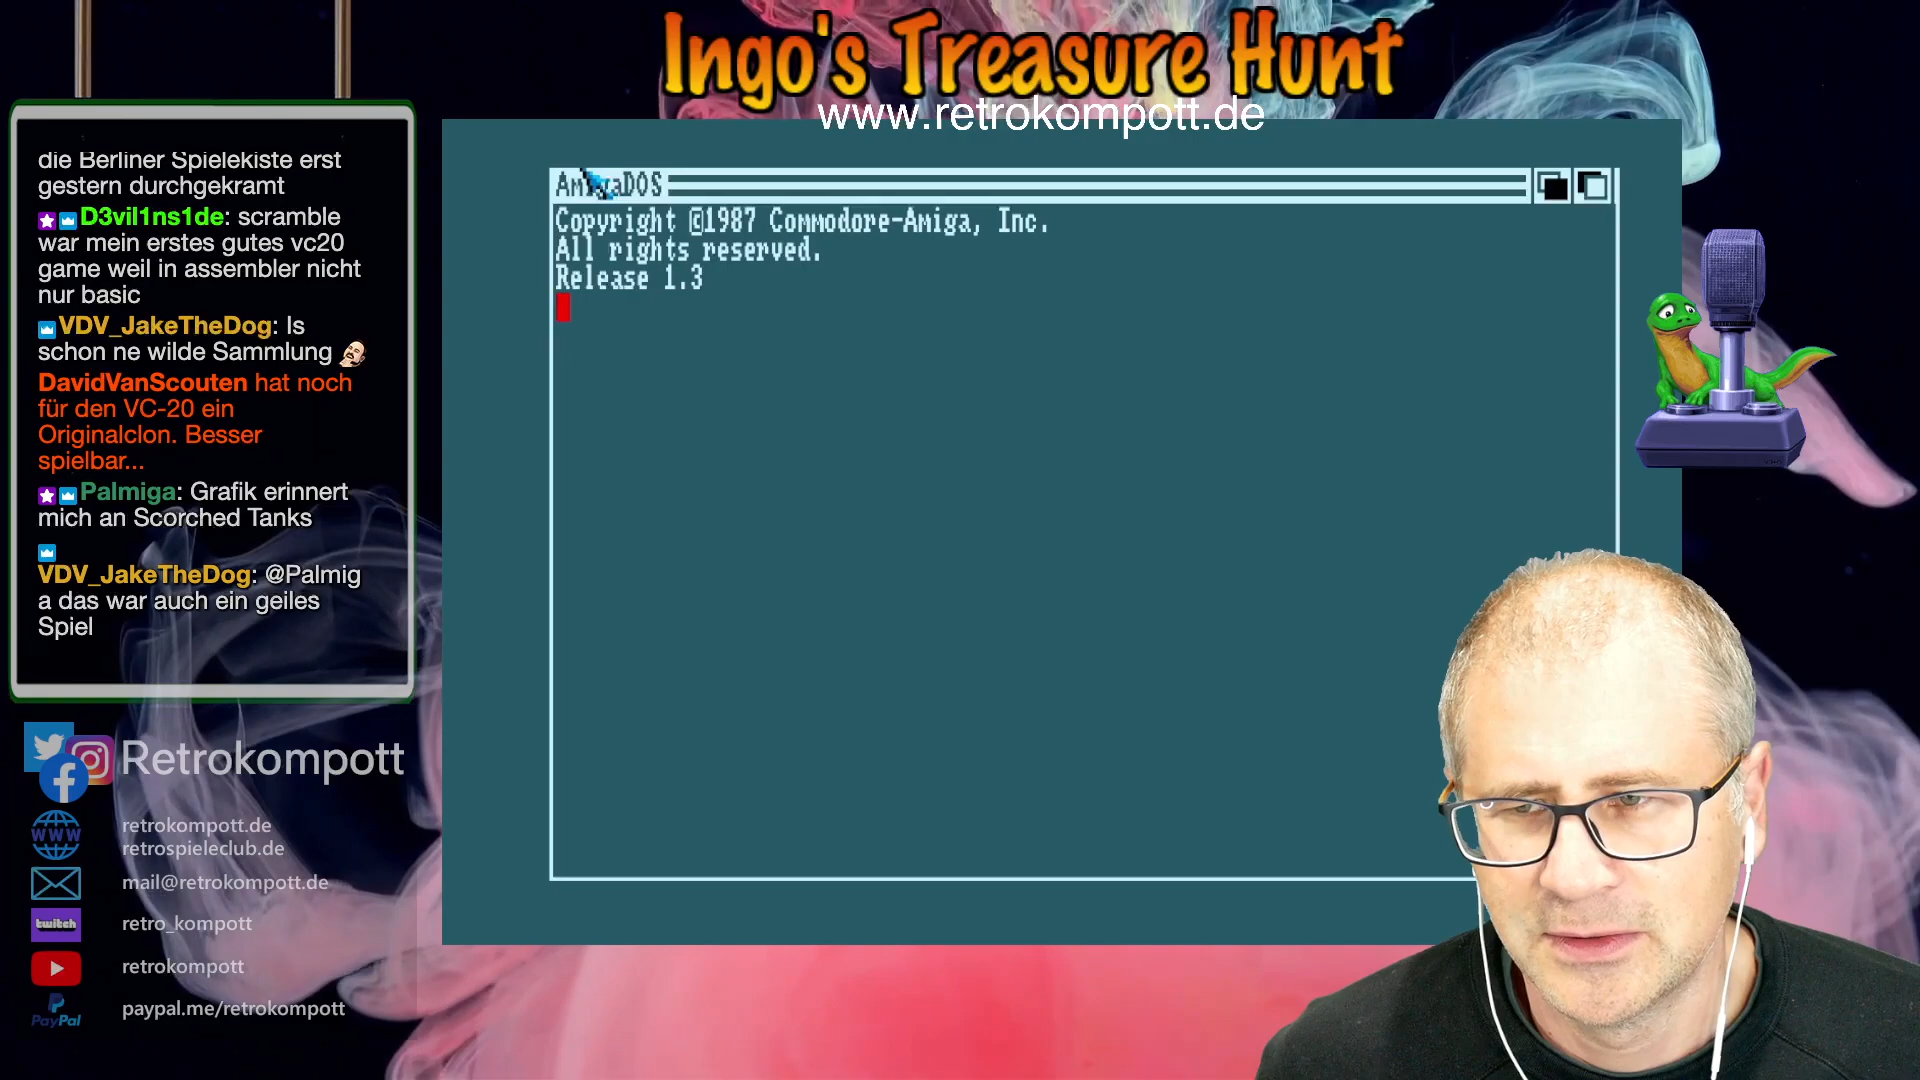 Ingo's Treasure Hunt
www.retrokompott.de
die Berliner Spielekiste erst
gestern durchgekramt
D3vil1ns1de: scramble
war mein erstes gutes vc20
game weil in assembler nicht
nur basic
VDV_JakeTheDog: Is
schon ne wilde Sammlung
DavidVanScouten hat noch
für den VC-20 ein
Originalclon. Besser
spielbar...
Palmiga: Grafik erinnert
mich an Scorched Tanks
VDV_JakeTheDog: @Palmig
a das war auch ein geiles
Spiel
AmigaDOS
Copyright ©1987 Commodore-Amiga, Inc.
All rights reserved.
Release 1.3
Retrokompott
WWW
retrokompott.de
retrospieleclub.de
mail@retrokompott.de
twitch
retro_kompott
retrokompott
PayPal
paypal.me/retrokompott